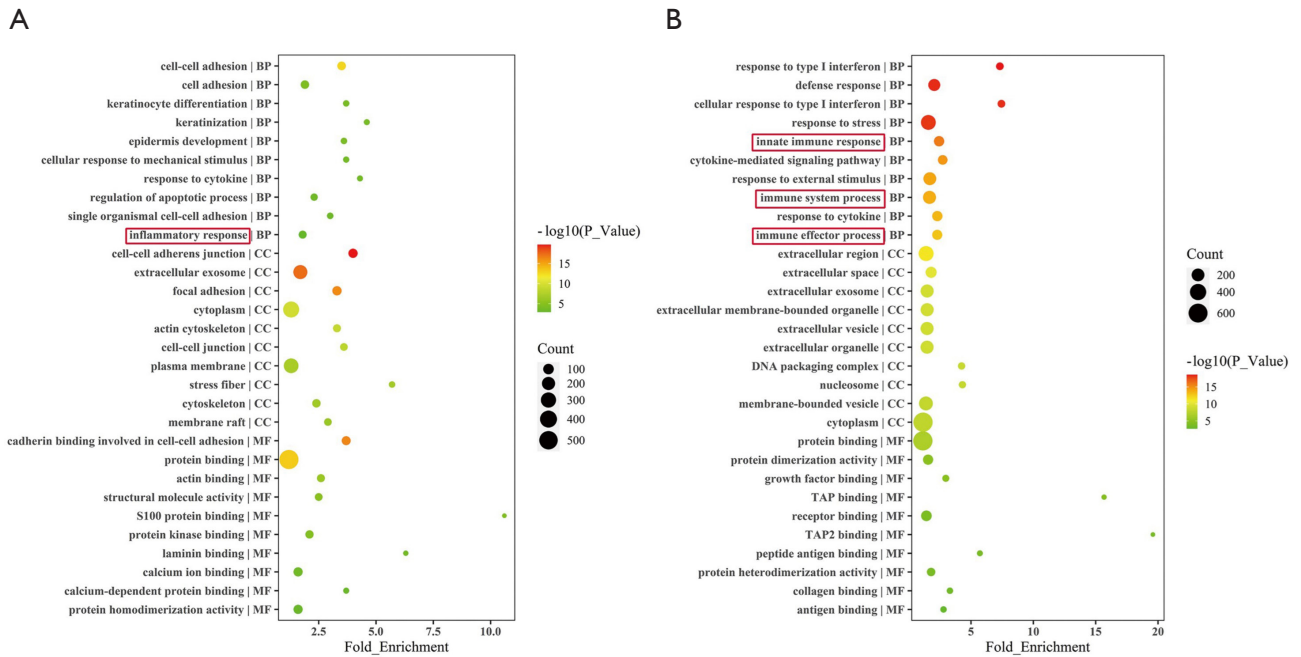 A
cell-cell adhesion | BP
cell adhesion | BP
keratinocyte differentiation | BP
keratinization | BP
epidermis development | BP
cellular response to mechanical stimulus | BP
response to cytokine | BP
regulation of apoptotic process | BP
single organismal cell-cell adhesion | BP
inflammatory response | BP
cell-cell adherens junction | CC
extracellular exosome | CC
focal adhesion | CC
cytoplasm | CC
actin cytoskeleton | CC
cell-cell junction | CC
plasma membrane | CC
stress fiber | CC
cytoskeleton | CC
membrane raft | CC
cadherin binding involved in cell-cell adhesion | MF
protein binding | MF
actin binding | MF
structural molecule activity | MF
S100 protein binding | MF
protein kinase binding | MF
laminin binding | MF
calcium ion binding | MF
calcium-dependent protein binding | MF
protein homodimerization activity | MF
2.5 5.0 7.5 10.0
Fold_Enrichment
-log10(P_Value)
15
10
5
Count
100
200
300
400
500
B
response to type I interferon | BP
defense response | BP
cellular response to type I interferon | BP
response to stress | BP
innate immune response | BP
cytokine-mediated signaling pathway | BP
response to external stimulus | BP
immune system process | BP
response to cytokine | BP
immune effector process | BP
extracellular region | CC
extracellular space | CC
extracellular exosome | CC
extracellular membrane-bounded organelle | CC
extracellular vesicle | CC
extracellular organelle | CC
DNA packaging complex | CC
nucleosome | CC
membrane-bounded vesicle | CC
cytoplasm | CC
protein binding | MF
protein dimerization activity | MF
growth factor binding | MF
TAP binding | MF
receptor binding | MF
TAP2 binding | MF
peptide antigen binding | MF
protein heterodimerization activity | MF
collagen binding | MF
antigen binding | MF
5 10 15 20
Fold_Enrichment
Count
200
400
600
-log10(P_Value)
15
10
5